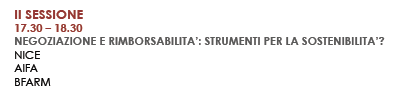 II SESSIONE
17.30 – 18.30
NEGOZIAZIONE E RIMBORSABILITA’: STRUMENTI PER LA SOSTENIBILITA’?
NICE
AIFA
BFARM